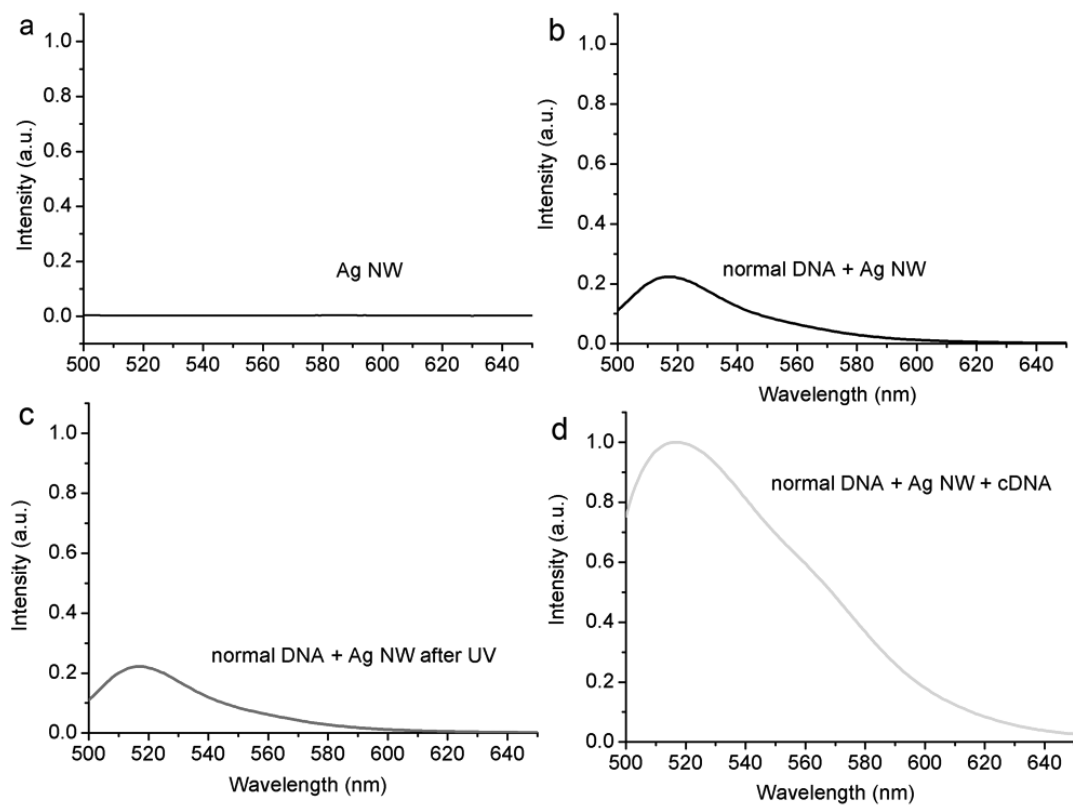 a
1.0
0.8
0.6
0.4
0.2
0.0
Intensity (a.u.)
Ag NW
500 520 540 560 580 600 620 640
b
1.0
0.8
0.6
0.4
0.2
0.0
Intensity (a.u.)
normal DNA + Ag NW
500 520 540 560 580 600 620 640
Wavelength (nm)
c
1.0
0.8
0.6
0.4
0.2
0.0
Intensity (a.u.)
normal DNA + Ag NW after UV
500 520 540 560 580 600 620 640
Wavelength (nm)
d
1.0
0.8
0.6
0.4
0.2
0.0
Intensity (a.u.)
normal DNA + Ag NW + cDNA
500 520 540 560 580 600 620 640
Wavelength (nm)